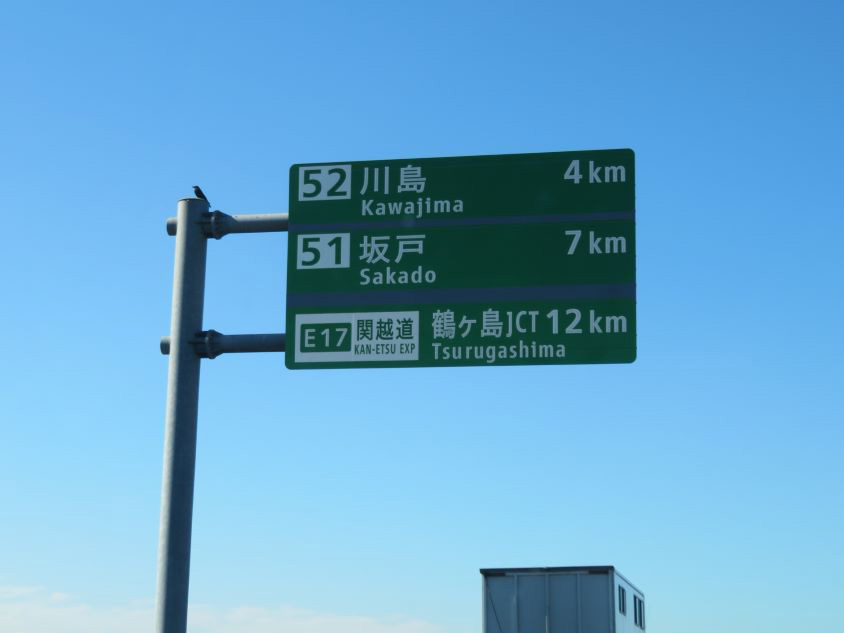 52 川島 4 km
Kawajima
51 坂戸 7 km
Sakado
E17 関越道 鶴ヶ島JCT 12 km
KAN-ETSU EXP Tsurugashima